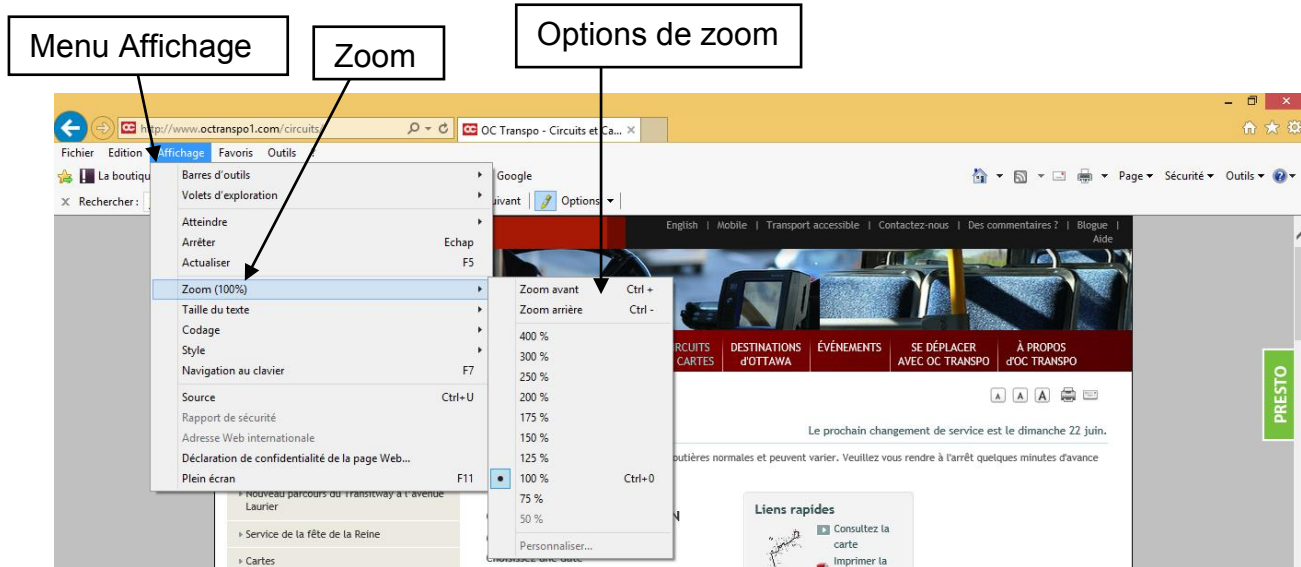 Menu Affichage
Zoom
Options de zoom
http://www.octranspo1.com/circuits/
OC Transpo - Circuits et Ca...
Fichier Edition Affichage Favoris Outils ?
La boutiqu
Google
Page Sécurité Outils
x Rechercher:
uivant Options
Barres d'outils
Volets d'exploration
Atteindre
Arrêter Echap
Actualiser F5
Zoom (100%)
Taille du texte
Codage
Style
Navigation au clavier F7
Source Ctrl+U
Rapport de sécurité
Adresse Web internationale
Déclaration de confidentialité de la page Web...
Plein écran F11
Zoom avant Ctrl +
Zoom arrière Ctrl -
400 %
300 %
250 %
200 %
175 %
150 %
125 %
100 % Ctrl+0
75 %
50 %
Personnaliser...
English | Mobile | Transport accessible | Contactez-nous | Des commentaires ? | Blogue |
Aide
RCUITS
CARTES
DESTINATIONS
d'OTTAWA
ÉVÉNEMENTS
SE DÉPLACER
AVEC OC TRANSPO
À PROPOS
d'OC TRANSPO
A A A
PRESTO
Le prochain changement de service est le dimanche 22 juin.
outières normales et peuvent varier. Veuillez vous rendre à l'arrêt quelques minutes d'avance
Nouveau parcours du Transitway à l'avenue
Laurier
Service de la fête de la Reine
Cartes
N
Choisissez une date
Liens rapides
Consultez la
carte
Imprimer la